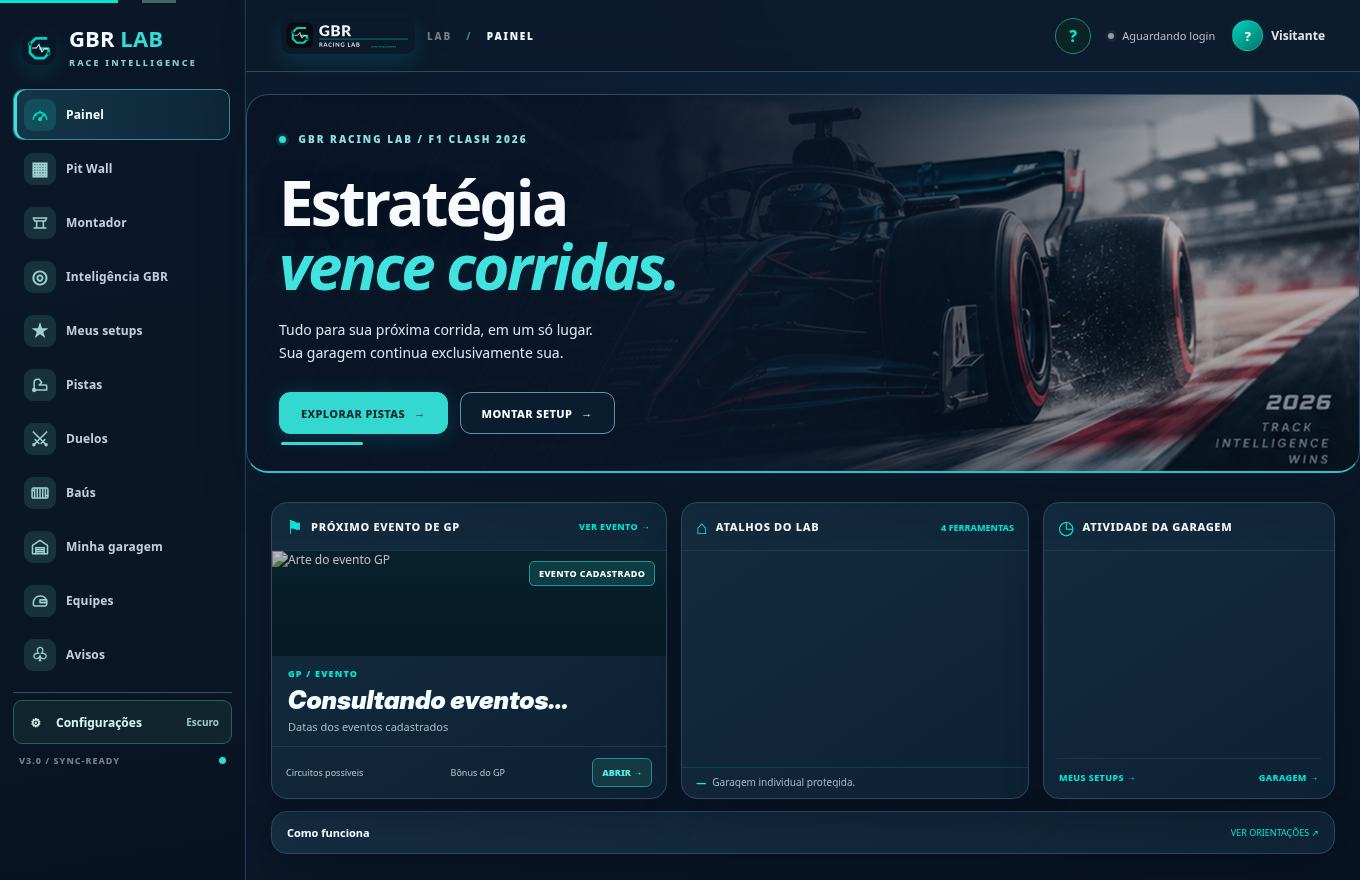 GBR LAB
RACE INTELLIGENCE
Painel
Pit Wall
Montador
Inteligência GBR
Meus setups
Pistas
Duelos
Baús
Minha garagem
Equipes
Avisos
⚙ Configurações Escuro
V3.0 / SYNC-READY
GBR
RACING LAB
LAB / PAINEL
?
Aguardando login
?
Visitante
GBR RACING LAB / F1 CLASH 2026
Estratégia
vence corridas.
Tudo para sua próxima corrida, em um só lugar.
Sua garagem continua exclusivamente sua.
EXPLORAR PISTAS →
MONTAR SETUP →
2026
TRACK
INTELLIGENCE
WINS
PRÓXIMO EVENTO DE GP
VER EVENTO →
Arte do evento GP
EVENTO CADASTRADO
GP / EVENTO
Consultando eventos...
Datas dos eventos cadastrados
Circuitos possíveis
Bônus do GP
ABRIR →
ATALHOS DO LAB
4 FERRAMENTAS
— Garagem individual protegida.
ATIVIDADE DA GARAGEM
MEUS SETUPS →
GARAGEM →
Como funciona
VER ORIENTAÇÕES ↗